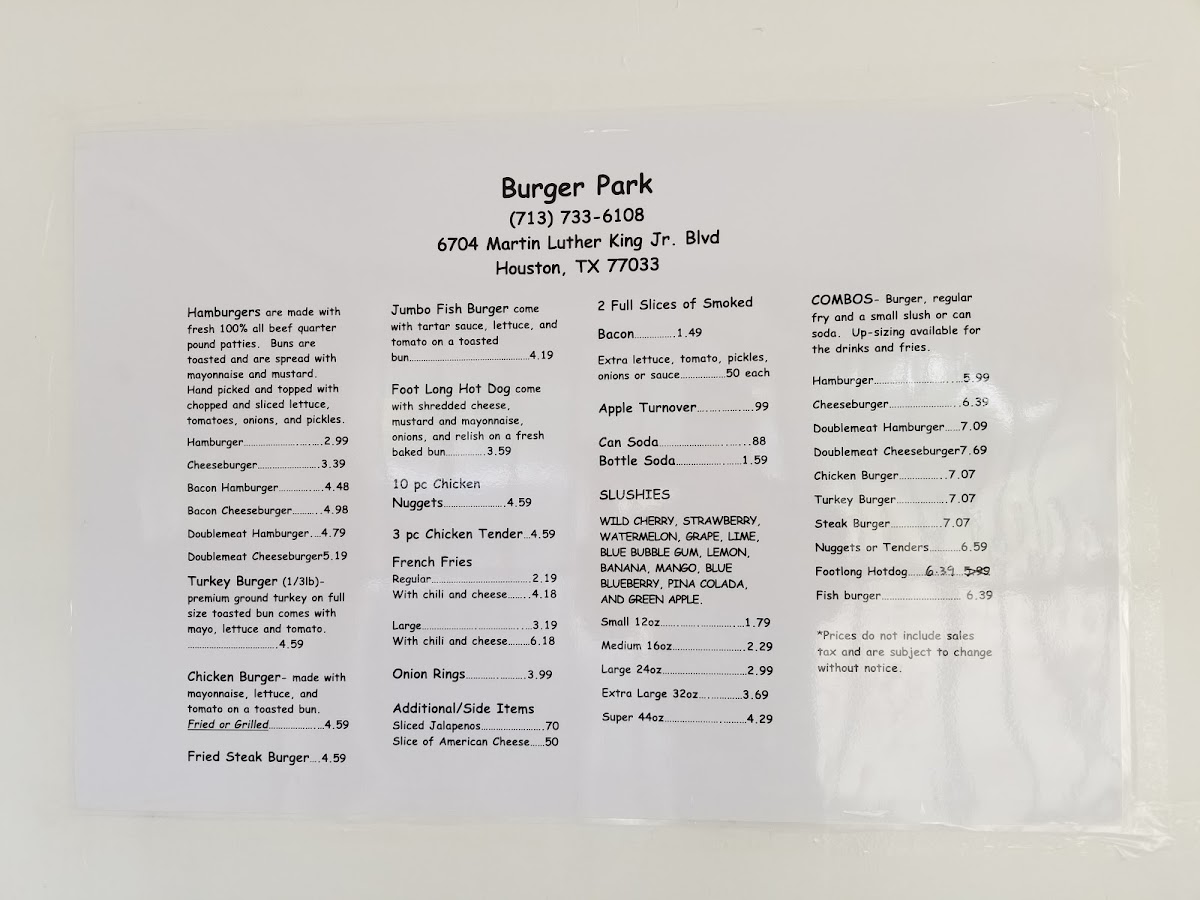 Burger Park
(713) 733-6108
6704 Martin Luther King Jr. Blvd
Houston, TX 77033
Hamburgers are made with
fresh 100% all beef quarter
pound patties. Buns are
toasted and are spread with
mayonnaise and mustard.
Hand picked and topped with
chopped and sliced lettuce,
tomatoes, onions, and pickles.
Hamburger........................2.99
Cheeseburger...................3.39
Bacon Hamburger..............4.48
Bacon Cheeseburger..........4.98
Doublemeat Hamburger....4.79
Doublemeat Cheeseburger5.19
Turkey Burger (1/3lb)-
premium ground turkey on full
size toasted bun comes with
mayo, lettuce and tomato.
...........................4.59
Chicken Burger- made with
mayonnaise, lettuce, and
tomato on a toasted bun.
Fried or Grilled.................4.59
Fried Steak Burger....4.59
Jumbo Fish Burger come
with tartar sauce, lettuce, and
tomato on a toasted
bun....................................4.19
Foot Long Hot Dog come
with shredded cheese,
mustard and mayonnaise,
onions, and relish on a fresh
baked bun............3.59
10 pc Chicken
Nuggets...................4.59
3 pc Chicken Tender..4.59
French Fries
Regular..............................2.19
With chili and cheese........4.18
Large.................................3.19
With chili and cheese.......6.18
Onion Rings..................3.99
Additional/Side Items
Sliced Jalapenos...................70
Slice of American Cheese.....50
2 Full Slices of Smoked
Bacon.............1.49
Extra lettuce, tomato, pickles,
onions or sauce..............50 each
Apple Turnover..................99
Can Soda............................88
Bottle Soda....................1.59
SLUSHIES
WILD CHERRY, STRAWBERRY,
WATERMELON, GRAPE, LIME,
BLUE BUBBLE GUM, LEMON,
BANANA, MANGO, BLUE
BLUEBERRY, PINA COLADA,
AND GREEN APPLE.
Small 12oz.........................1.79
Medium 16oz......................2.29
Large 24oz.........................2.99
Extra Large 32oz................3.69
Super 44oz.........................4.29
COMBOS- Burger, regular
fry and a small slush or can
soda. Up-sizing available for
the drinks and fries.
Hamburger...........................5.99
Cheeseburger......................6.39
Doublemeat Hamburger.....7.09
Doublemeat Cheeseburger7.69
Chicken Burger...............7.07
Turkey Burger................7.07
Steak Burger................7.07
Nuggets or Tenders.........6.59
Footlong Hotdog.....6.39...5.99
Fish burger........................ 6.39
*Prices do not include sales
tax and are subject to change
without notice.